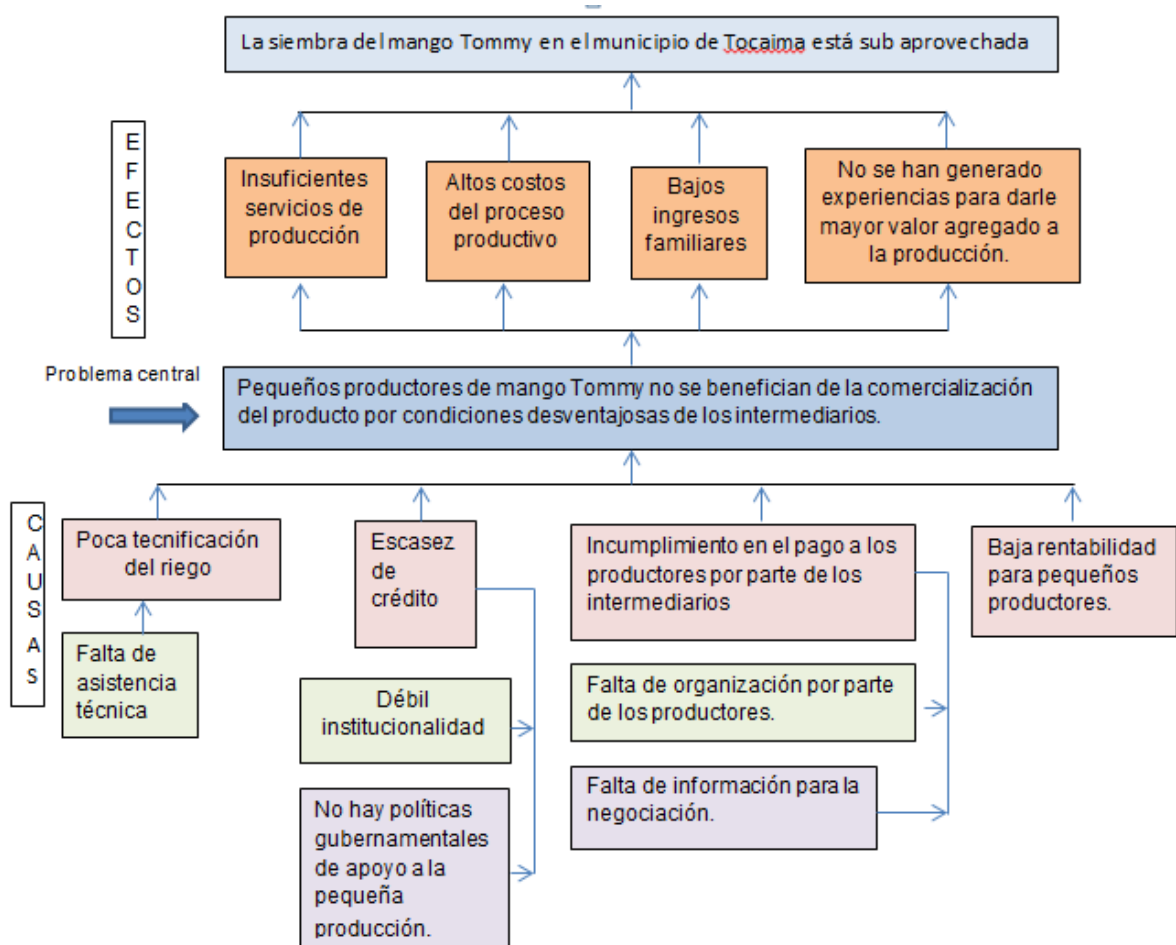 La siembra del mango Tommy en el municipio de Tocaima está sub aprovechada
E
F
E
C
T
O
S
Insuficientes
servicios de
producción
Altos costos
del proceso
productivo
Bajos
ingresos
familiares
No se han generado
experiencias para darle
mayor valor agregado a
la producción.
Problema central
Pequeños productores de mango Tommy no se benefician de la comercialización
del producto por condiciones desventajosas de los intermediarios.
C
A
U
S
A
S
Poca tecnificación
del riego
Escasez
de
crédito
Incumplimiento en el pago a los
productores por parte de los
intermediarios
Baja rentabilidad
para pequeños
productores.
Falta de
asistencia
técnica
Débil
institucionalidad
Falta de organización por parte
de los productores.
No hay políticas
gubernamentales
de apoyo a la
pequeña
producción.
Falta de información para la
negociación.